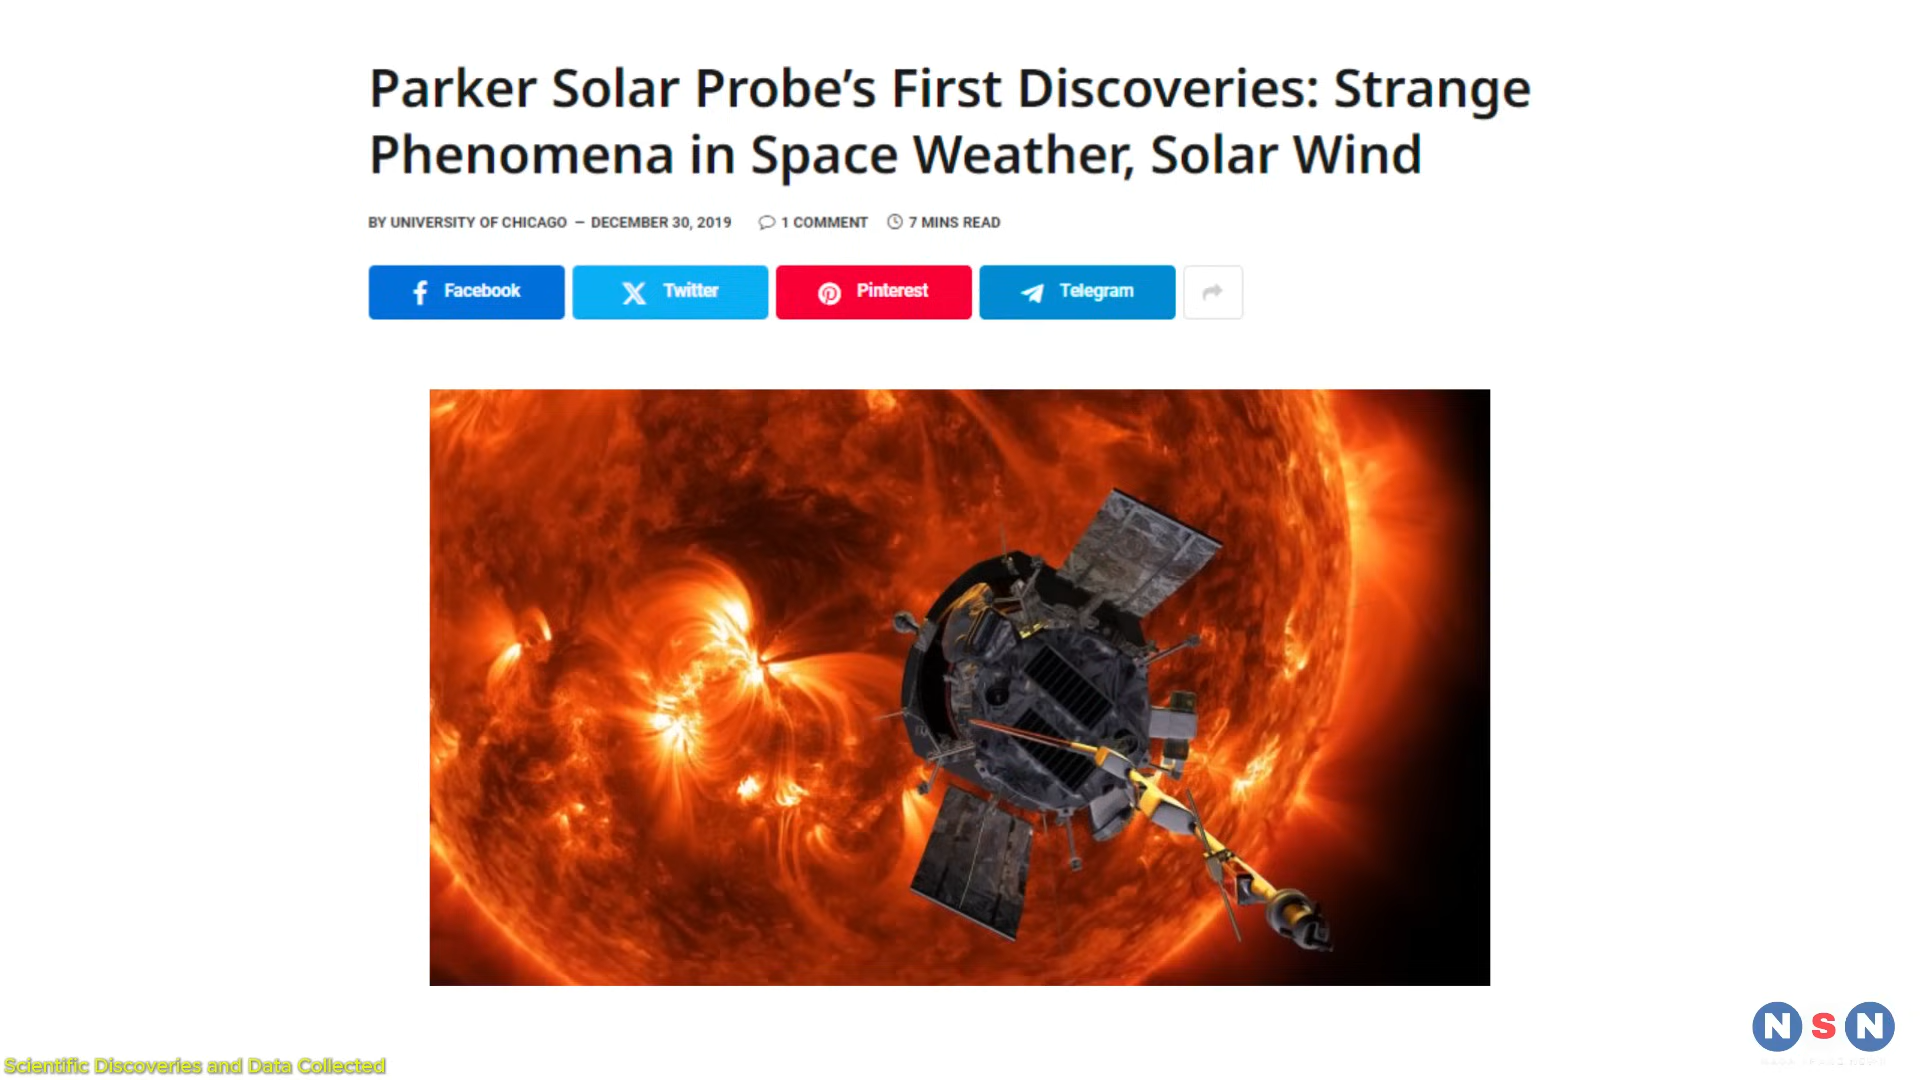 Parker Solar Probe’s First Discoveries: Strange
Phenomena in Space Weather, Solar Wind
BY UNIVERSITY OF CHICAGO – DECEMBER 30, 2019 1 COMMENT 7 MINS READ
Facebook Twitter Pinterest Telegram
N S N
Scientific Discoveries and Data Collected